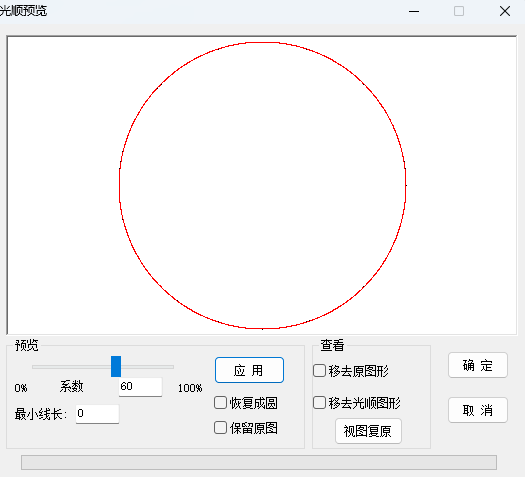 光顺预览
预览
0% 系数 60 100%
最小线长: 0
应 用
恢复成圆
保留原图
查看
移去原图形
移去光顺图形
视图复原
确 定
取 消